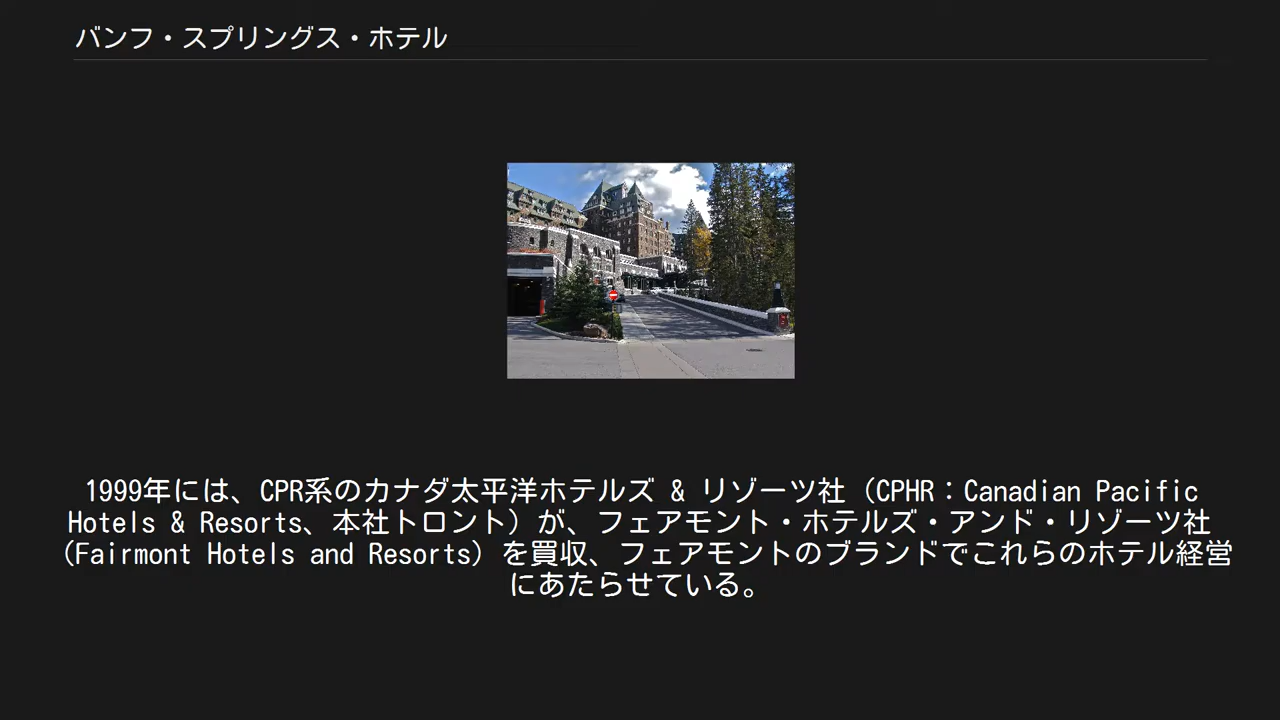 バンフ・スプリングス・ホテル
1999年には、CPR系のカナダ太平洋ホテルズ & リゾーツ社（CPHR：Canadian Pacific
Hotels & Resorts、本社トロント）が、フェアモント・ホテルズ・アンド・リゾーツ社
（Fairmont Hotels and Resorts）を買収、フェアモントのブランドでこれらのホテル経営
にあたらせている。